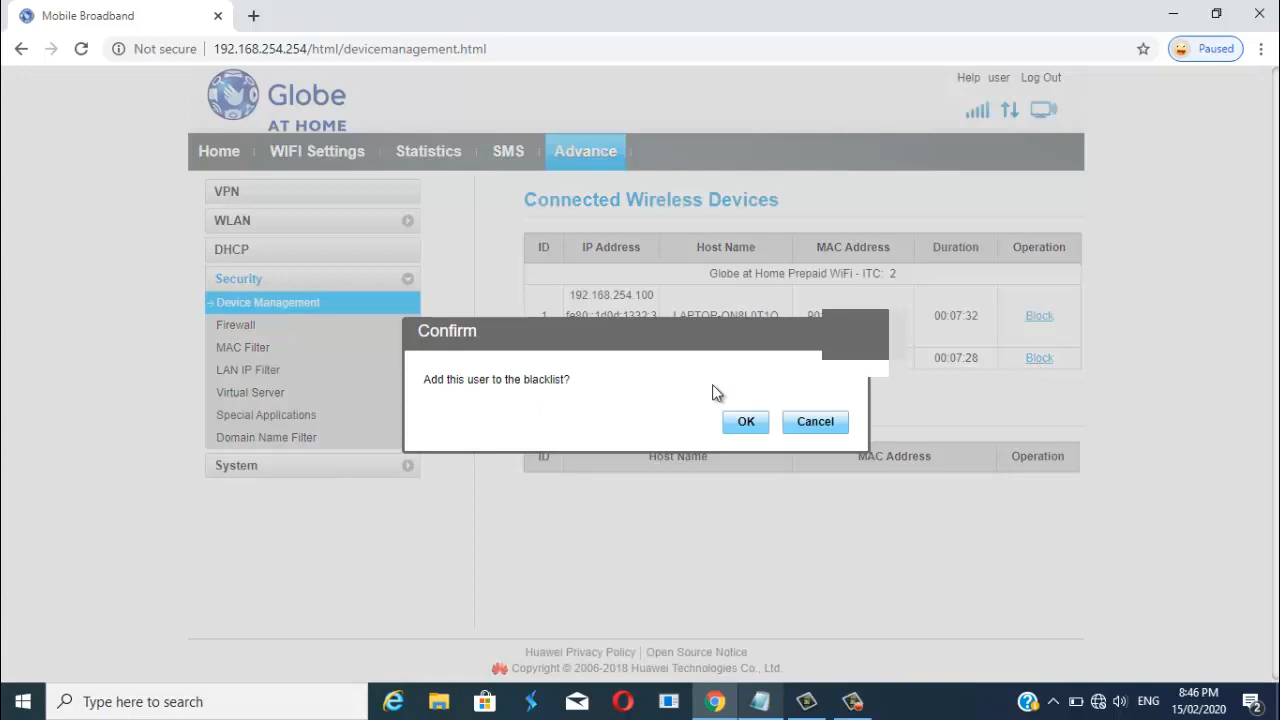 Mobile Broadband
Not secure
192.168.254.254/html/devicemanagement.html
Paused
Globe
AT HOME
Help user Log Out
Home WIFI Settings Statistics SMS Advance
VPN
WLAN
DHCP
Security
Device Management
Firewall
MAC Filter
LAN IP Filter
Virtual Server
Special Applications
Domain Name Filter
System
Connected Wireless Devices
ID IP Address Host Name MAC Address Duration Operation
Globe at Home Prepaid WiFi - ITC: 2
192.168.254.100
00:07:32 Block
00:07:28 Block
Confirm
Add this user to the blacklist?
OK Cancel
ID Host Name MAC Address Operation
Huawei Privacy Policy | Open Source Notice
Copyright © 2006-2018 Huawei Technologies Co., Ltd.
Type here to search
ENG
8:46 PM
15/02/2020
2